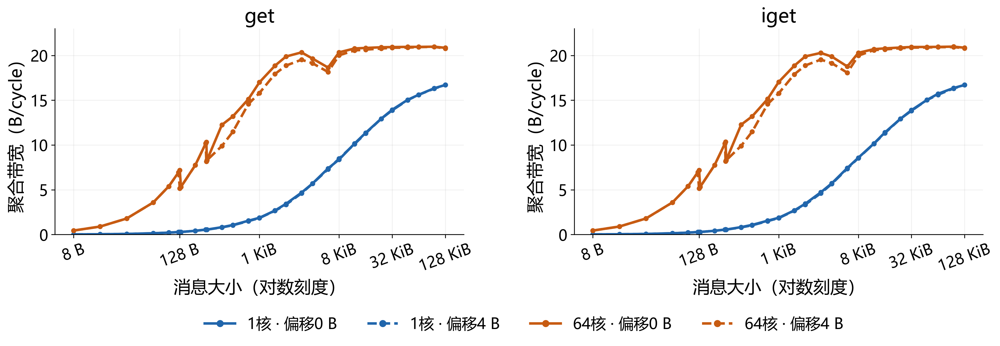 get
聚合带宽（B/cycle）
20
15
10
5
0
8 B
128 B
1 KiB
8 KiB
32 KiB
128 KiB
消息大小（对数刻度）
iget
聚合带宽（B/cycle）
20
15
10
5
0
8 B
128 B
1 KiB
8 KiB
32 KiB
128 KiB
消息大小（对数刻度）
1核 · 偏移0 B
1核 · 偏移4 B
64核 · 偏移0 B
64核 · 偏移4 B